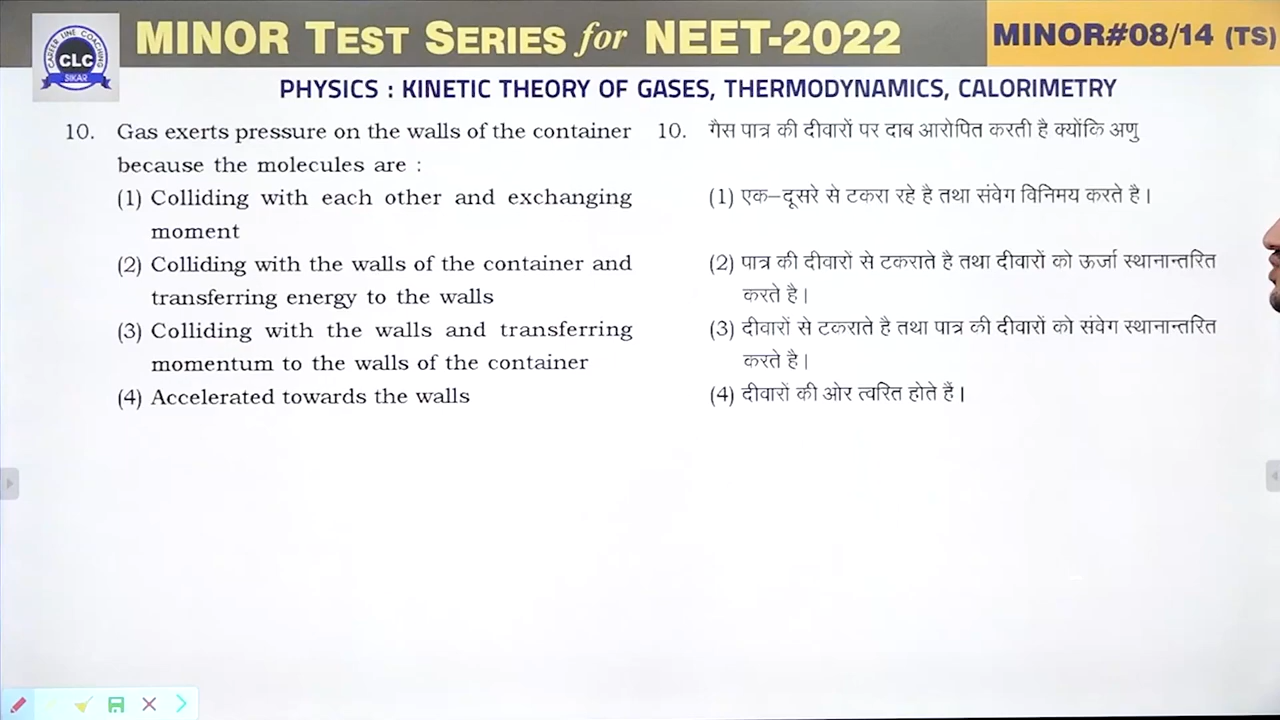 CAREER LINE COACHING
CLC
SIKAR
MINOR TEST SERIES for NEET-2022
MINOR#08/14 (TS)
PHYSICS : KINETIC THEORY OF GASES, THERMODYNAMICS, CALORIMETRY
10. Gas exerts pressure on the walls of the container
because the molecules are :
(1) Colliding with each other and exchanging
moment
(2) Colliding with the walls of the container and
transferring energy to the walls
(3) Colliding with the walls and transferring
momentum to the walls of the container
(4) Accelerated towards the walls
10. गैस पात्र की दीवारों पर दाब आरोपित करती है क्योंकि अणु
(1) एक–दूसरे से टकरा रहे है तथा संवेग विनिमय करते है।
(2) पात्र की दीवारों से टकराते है तथा दीवारों को ऊर्जा स्थानान्तरित
करते है।
(3) दीवारों से टकराते है तथा पात्र की दीवारों को संवेग स्थानान्तरित
करते है।
(4) दीवारों की ओर त्वरित होते हैं।